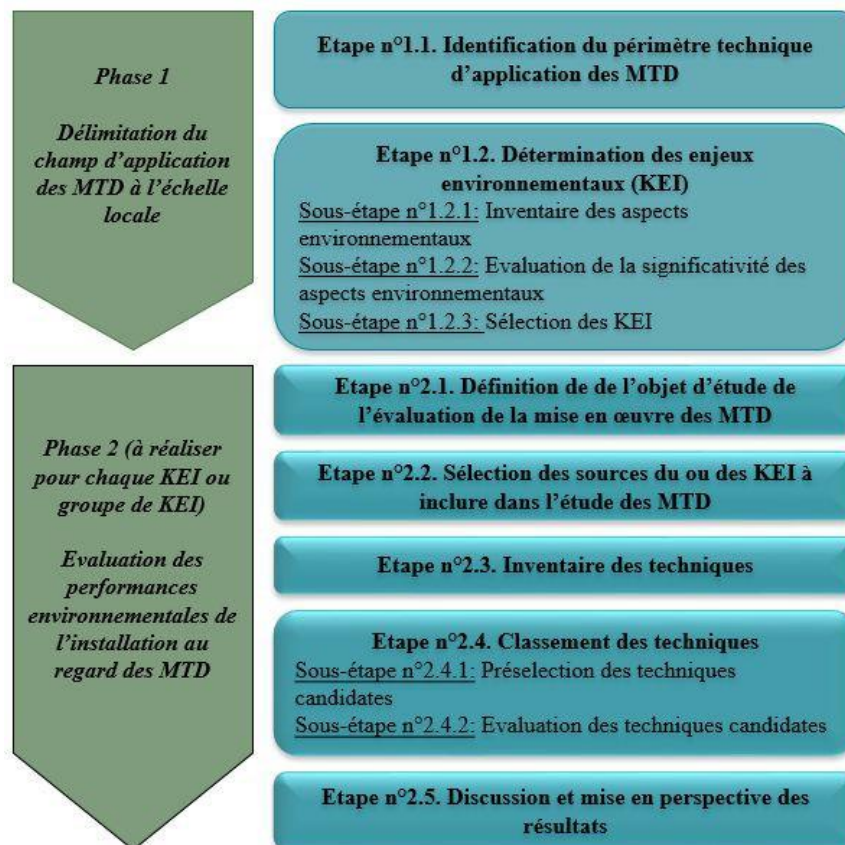 Phase 1
Délimitation du
champ d'application
des MTD à l'échelle
locale
Etape n°1.1. Identification du périmètre technique
d'application des MTD
Etape n°1.2. Détermination des enjeux
environnementaux (KEI)
Sous-étape n°1.2.1: Inventaire des aspects
environnementaux
Sous-étape n°1.2.2: Evaluation de la significativité des
aspects environnementaux
Sous-étape n°1.2.3: Sélection des KEI
Phase 2 (à réaliser
pour chaque KEI ou
groupe de KEI)
Evaluation des
performances
environnementales de
l'installation au
regard des MTD
Etape n°2.1. Définition de de l'objet d'étude de
l'évaluation de la mise en œuvre des MTD
Etape n°2.2. Sélection des sources du ou des KEI à
inclure dans l'étude des MTD
Etape n°2.3. Inventaire des techniques
Etape n°2.4. Classement des techniques
Sous-étape n°2.4.1: Préselection des techniques
candidates
Sous-étape n°2.4.2: Evaluation des techniques candidates
Etape n°2.5. Discussion et mise en perspective des
résultats